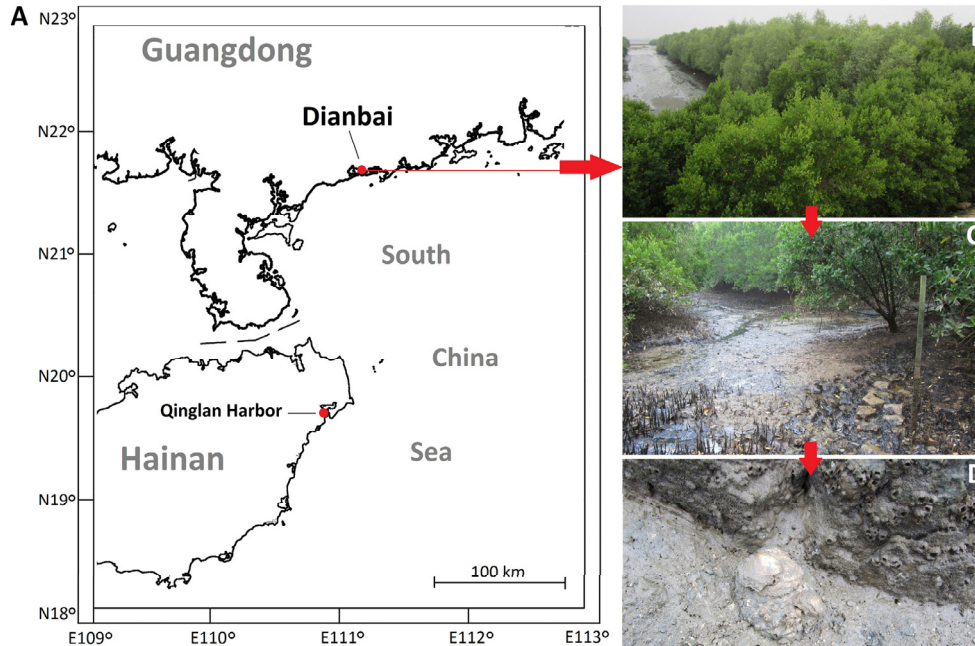 A
N23°
Guangdong
N22°
Dianbai
N21°
South
China
N20°
Qinglan Harbor
Hainan
Sea
N19°
100 km
N18°
E109°
E110°
E111°
E112°
E113°
C